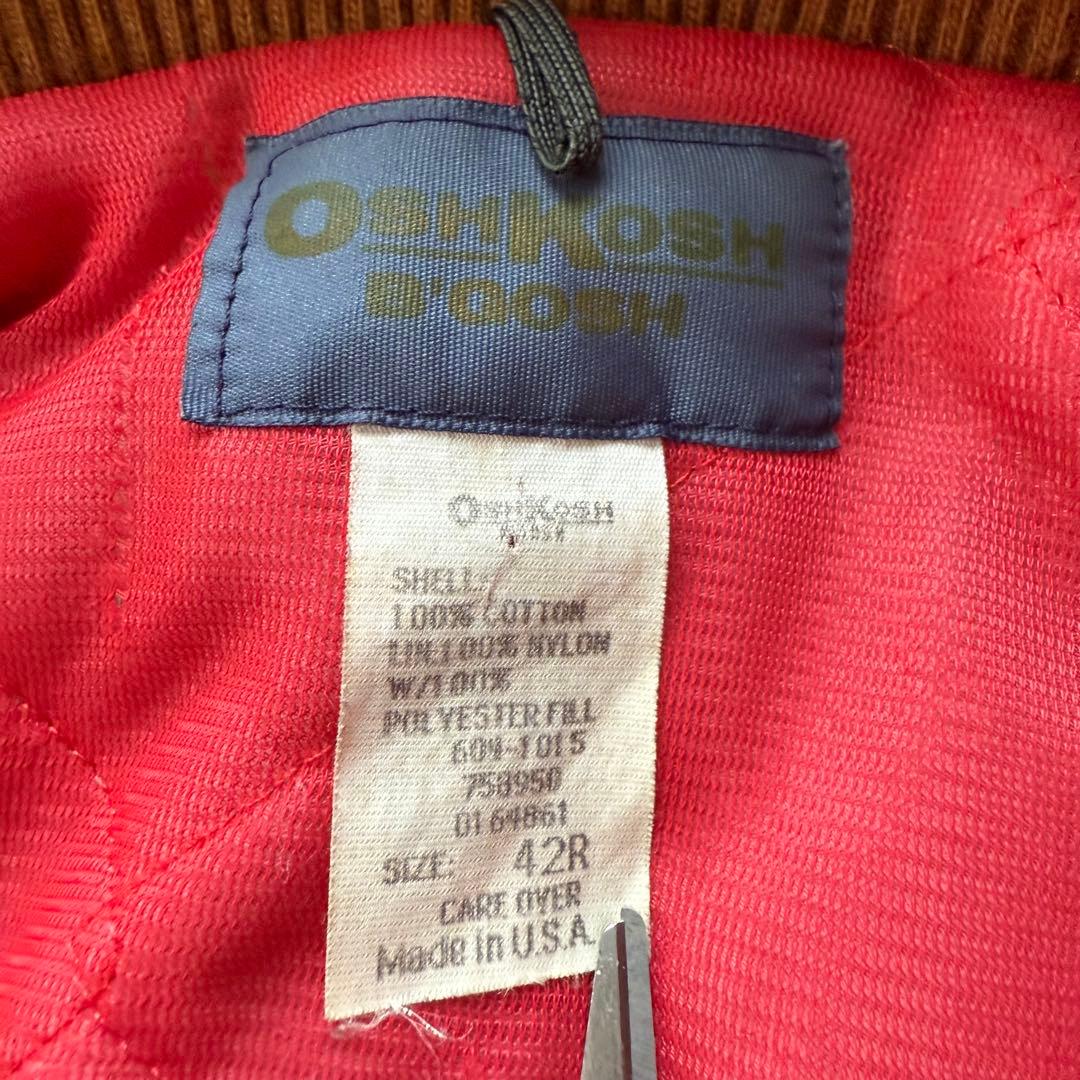 OSHKOSH
B'GOSH
OSHKOSH
B'GOSH
SHELL:
100% COTTON
LIN.100% NYLON
W/100%
POLYESTER FILL
604-1015
758950
0164861
SIZE: 42R
CARE OVER
Made in U.S.A.